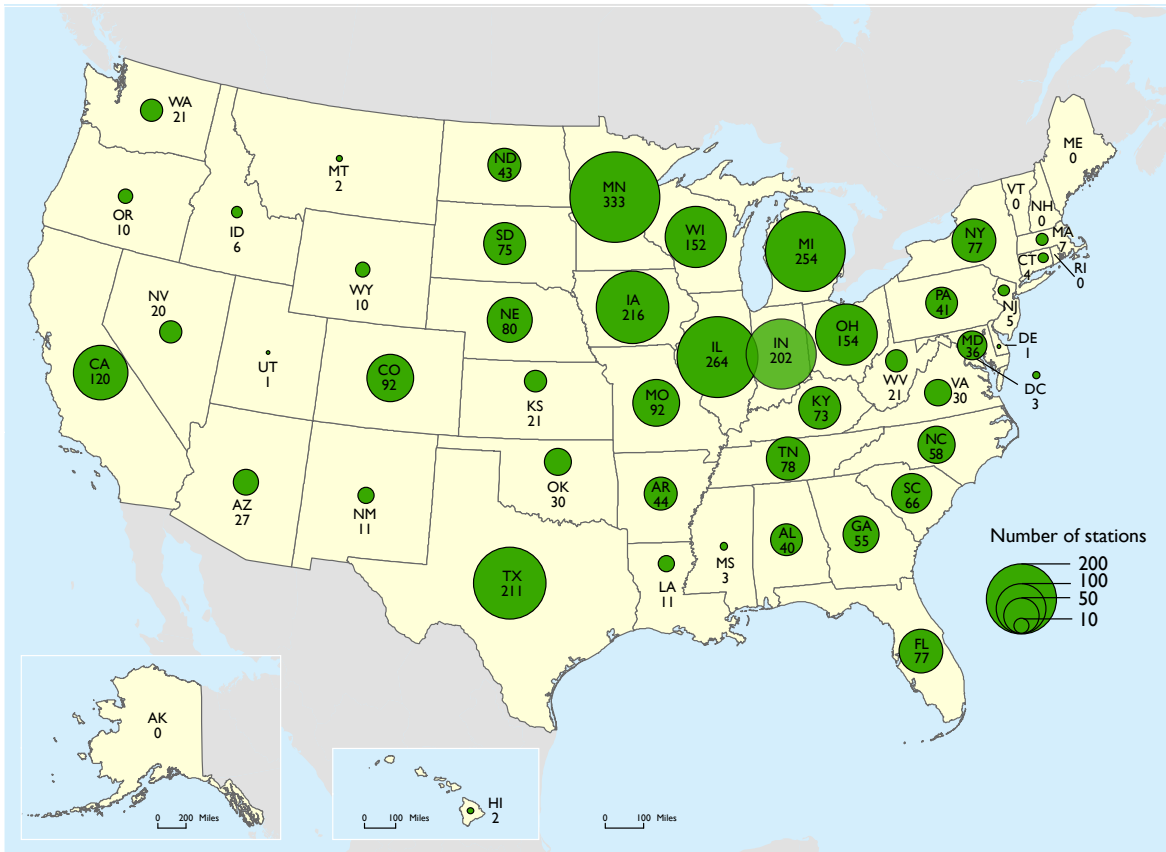 WA
21
MT
2
ND
43
MN
333
ME
0
VT
0
NH
0
OR
10
ID
6
SD
75
WI
152
MI
254
NY
77
MA
7
CT
4
RI
0
WY
10
NV
20
NE
80
IA
216
PA
41
NJ
5
OH
154
IL
264
IN
202
MD
36
DE
1
DC
3
UT
1
CA
120
CO
92
KS
21
MO
92
KY
73
WV
21
VA
30
NC
58
TN
78
AZ
27
NM
11
OK
30
AR
44
SC
66
MS
3
AL
40
GA
55
LA
11
TX
211
FL
77
Number of stations
200
100
50
10
AK
0
0 200 Miles
HI
2
0 100 Miles
0 100 Miles